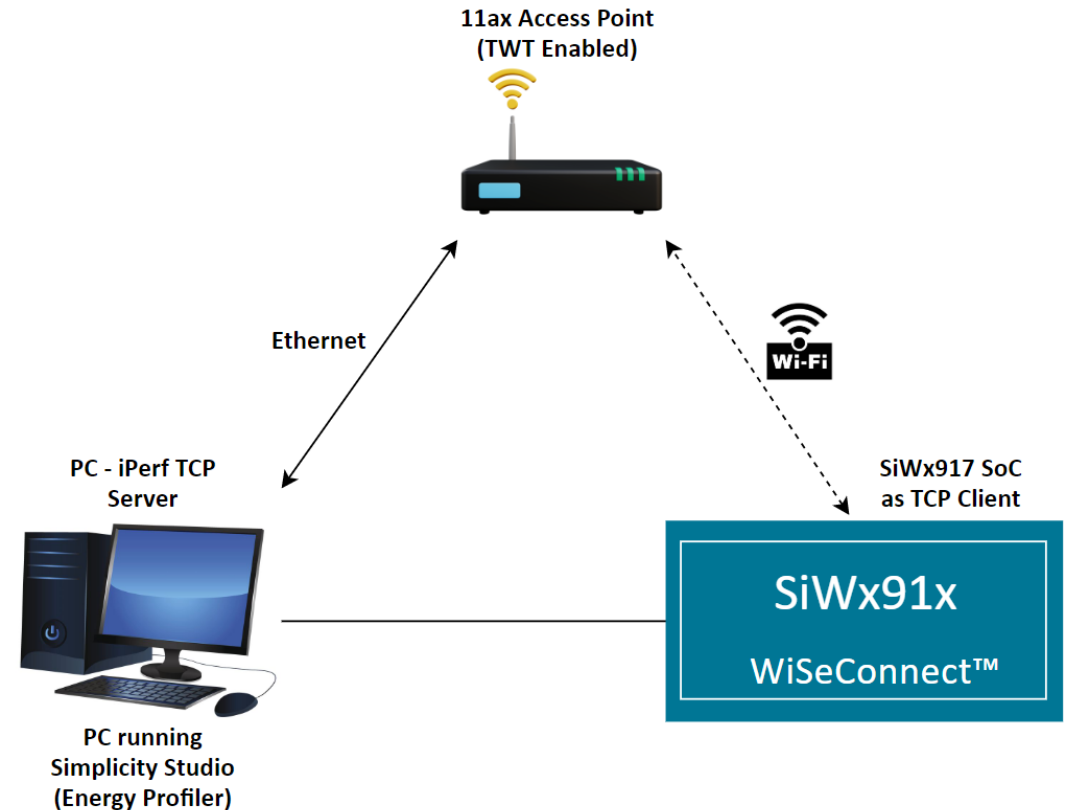 11ax Access Point
(TWT Enabled)
Ethernet
Wi-Fi
PC - iPerf TCP
Server
SiWx917 SoC
as TCP Client
SiWx91x
WiSeConnect™
PC running
Simplicity Studio
(Energy Profiler)